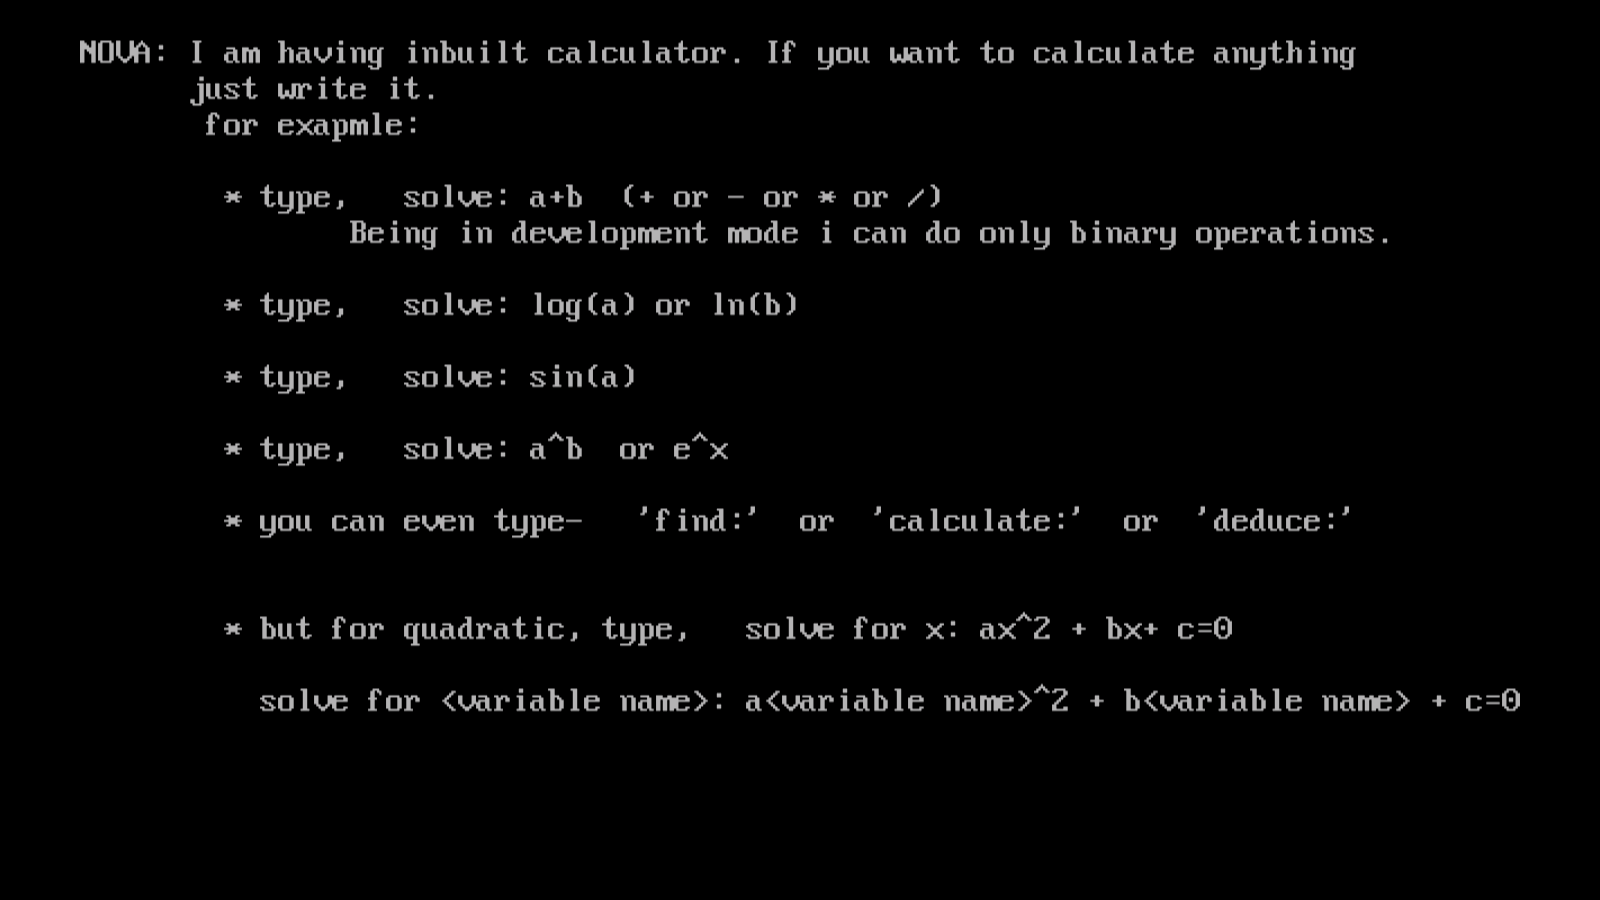 NOVA: I am having inbuilt calculator. If you want to calculate anything
just write it.
for exapmle:
* type, solve: a+b (+ or - or * or /)
Being in development mode i can do only binary operations.
* type, solve: log(a) or ln(b)
* type, solve: sin(a)
* type, solve: a^b or e^x
* you can even type- 'find:' or 'calculate:' or 'deduce:'
* but for quadratic, type, solve for x: ax^2 + bx+ c=0
solve for <variable name>: a<variable name>^2 + b<variable name> + c=0